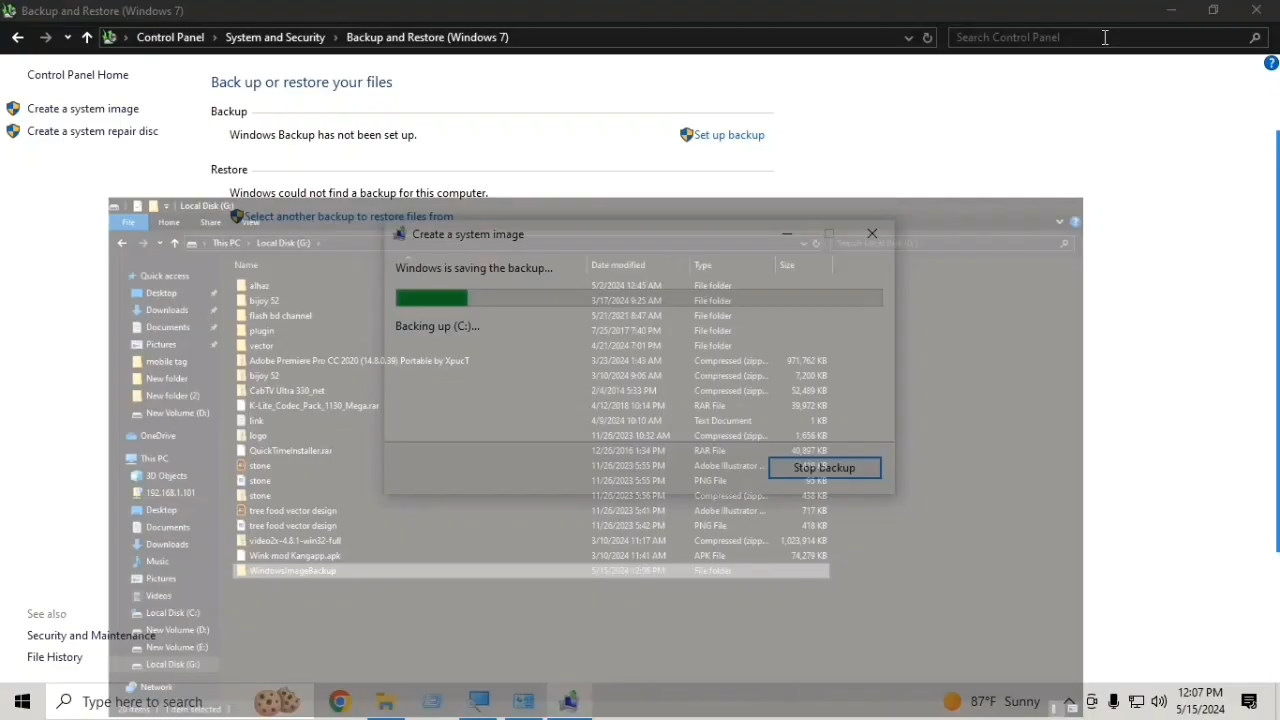 Backup and Restore (Windows 7)
Control Panel > System and Security > Backup and Restore (Windows 7)
Search Control Panel
Control Panel Home
Create a system image
Create a system repair disc
Back up or restore your files
Backup
Windows Backup has not been set up.
Set up backup
Restore
Windows could not find a backup for this computer.
Select another backup to restore files from
See also
Security and Maintenance
File History
Local Disk (G:)
File Home Share View
This PC > Local Disk (G:) >
Quick access
Desktop
Downloads
Documents
Pictures
mobile tag
New folder
New folder (2)
New Volume (D:)
OneDrive
This PC
3D Objects
192.168.1.101
Desktop
Documents
Downloads
Music
Pictures
Videos
Local Disk (C:)
New Volume (D:)
New Volume (E:)
Local Disk (G:)
Network
Name Date modified Type Size
alhaz 5/2/2024 12:45 AM File folder
bijoy 52 3/17/2024 9:25 AM File folder
flash bd channel 5/21/2021 8:47 AM File folder
plugin 7/25/2017 7:40 PM File folder
vector 4/21/2024 7:01 PM File folder
Adobe Premiere Pro CC 2020 (14.8.0.39) Portable by XpucT 3/23/2024 1:43 AM Compressed (zipp... 971,762 KB
bijoy 52 3/10/2024 9:06 AM Compressed (zipp... 7,200 KB
CabTV Ultra 330_net 2/4/2014 5:33 PM Compressed (zipp... 52,489 KB
K-Lite_Codec_Pack_1130_Mega.rar 4/12/2018 10:14 PM RAR File 39,972 KB
link 4/9/2024 10:10 AM Text Document 1 KB
logo 11/26/2023 10:32 AM Compressed (zipp... 1,656 KB
QuickTimeInstaller.rar 12/26/2016 1:34 PM RAR File 40,897 KB
stone 11/26/2023 5:55 PM Adobe Illustrator ...
stone 11/26/2023 5:55 PM PNG File 95 KB
stone 11/26/2023 5:56 PM Compressed (zipp... 438 KB
tree food vector design 11/26/2023 5:41 PM Adobe Illustrator ... 717 KB
tree food vector design 11/26/2023 5:42 PM PNG File 418 KB
video2x-4.8.1-win32-full 3/10/2024 11:17 AM Compressed (zipp... 1,023,914 KB
Wink mod Kangapp.apk 3/10/2024 11:41 AM APK File 74,279 KB
WindowsImageBackup 5/15/2024 12:06 PM File folder
20 items 1 item selected
Create a system image
Windows is saving the backup...
Backing up (C:)...
Stop backup
Type here to search
87°F Sunny
12:07 PM
5/15/2024